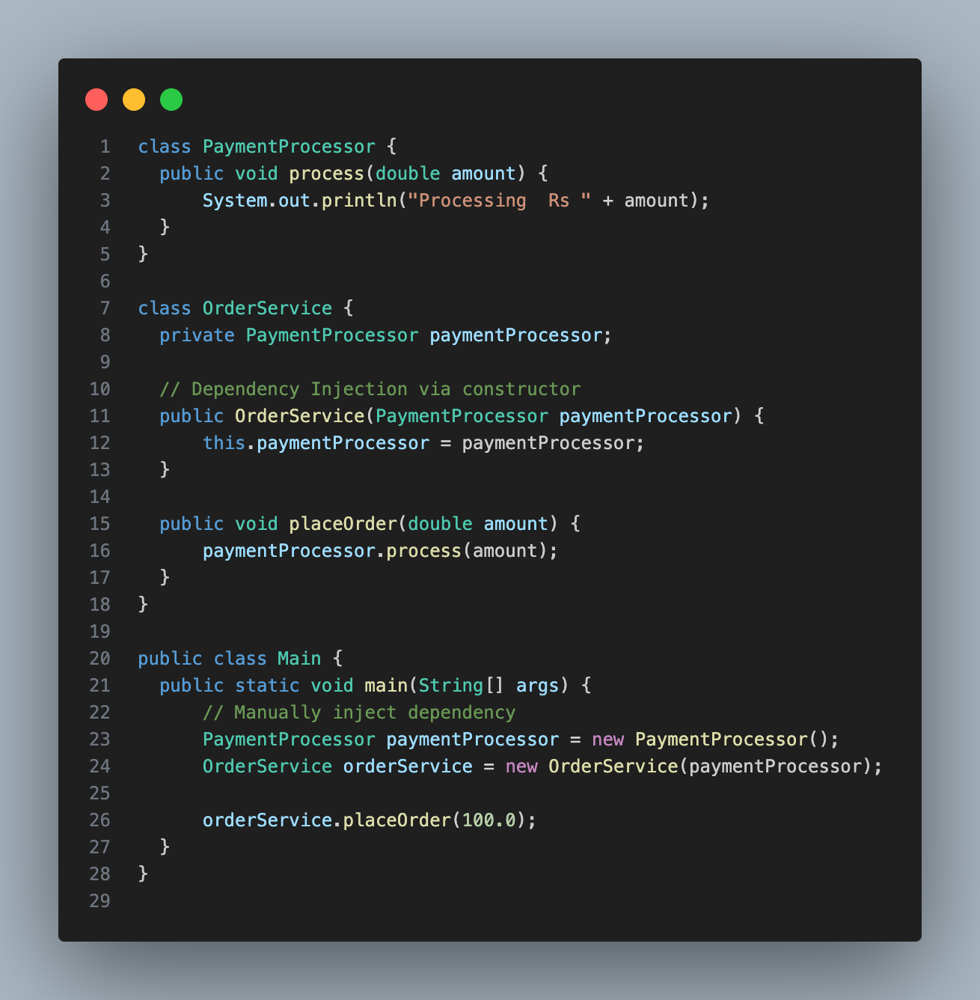 1 class PaymentProcessor {
2   public void process(double amount) {
3       System.out.println("Processing  Rs " + amount);
4   }
5 }
6
7 class OrderService {
8   private PaymentProcessor paymentProcessor;
9
10   // Dependency Injection via constructor
11   public OrderService(PaymentProcessor paymentProcessor) {
12       this.paymentProcessor = paymentProcessor;
13   }
14
15   public void placeOrder(double amount) {
16       paymentProcessor.process(amount);
17   }
18 }
19
20 public class Main {
21   public static void main(String[] args) {
22       // Manually inject dependency
23       PaymentProcessor paymentProcessor = new PaymentProcessor();
24       OrderService orderService = new OrderService(paymentProcessor);
25
26       orderService.placeOrder(100.0);
27   }
28 }
29